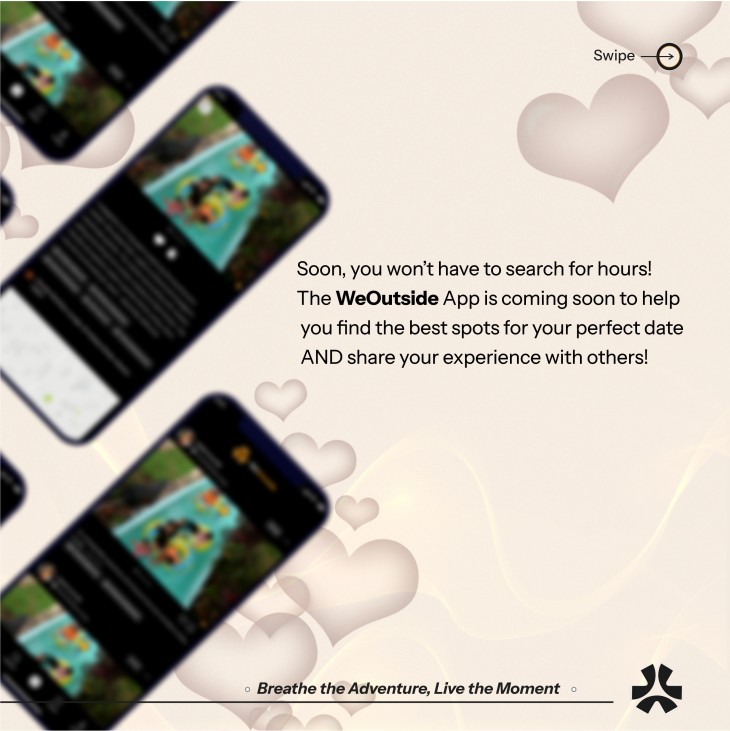 Swipe
Soon, you won’t have to search for hours!
The WeOutside App is coming soon to help
you find the best spots for your perfect date
AND share your experience with others!
Breathe the Adventure, Live the Moment